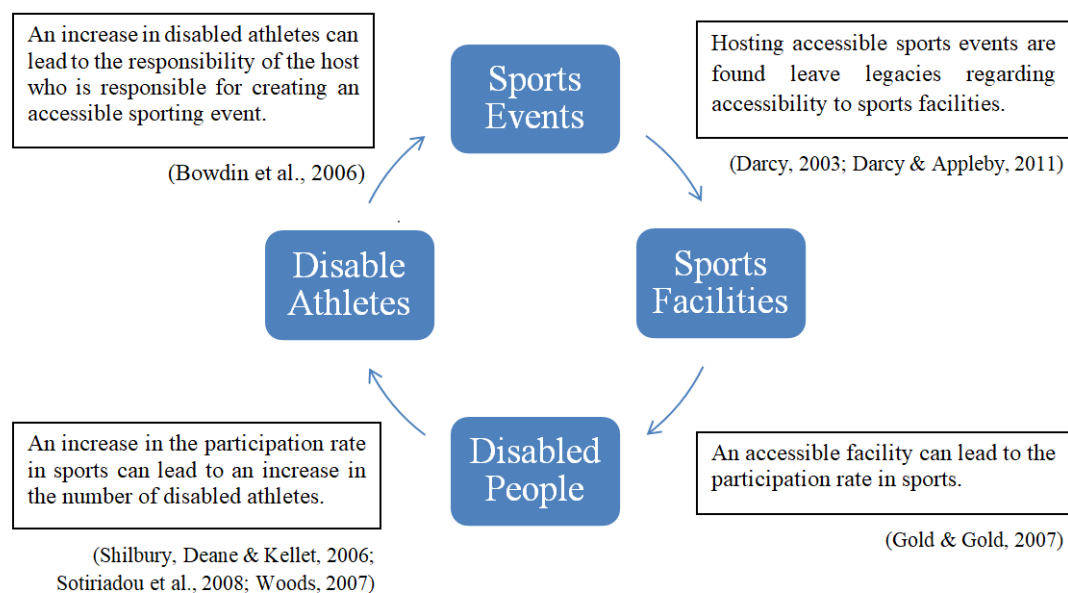 An increase in disabled athletes can
lead to the responsibility of the host
who is responsible for creating an
accessible sporting event.
(Bowdin et al., 2006)
Sports
Events
Hosting accessible sports events are
found leave legacies regarding
accessibility to sports facilities.
(Darcy, 2003; Darcy & Appleby, 2011)
Disable
Athletes
Sports
Facilities
An increase in the participation rate
in sports can lead to an increase in
the number of disabled athletes.
(Shilbury, Deane & Kellet, 2006;
Sotiriadou et al., 2008; Woods, 2007)
Disabled
People
An accessible facility can lead to the
participation rate in sports.
(Gold & Gold, 2007)